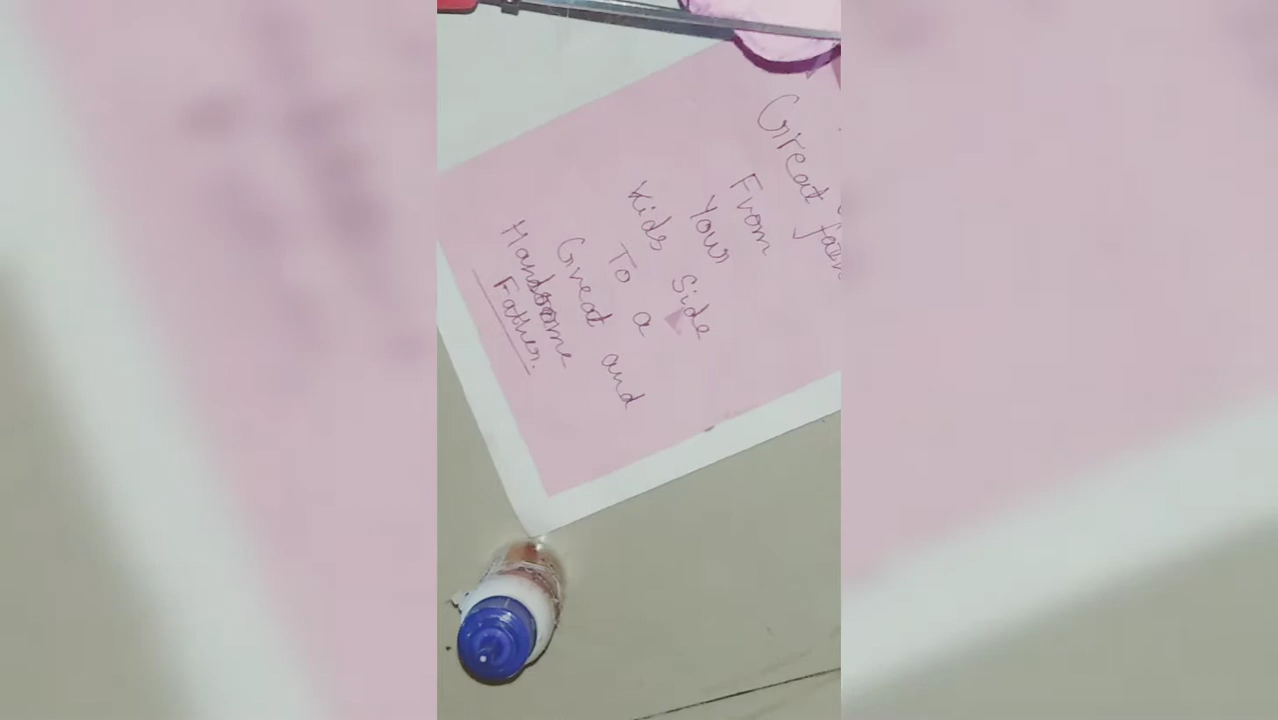 Great
From
Your Side
Kids
To a
Great and
Handsome
Father.